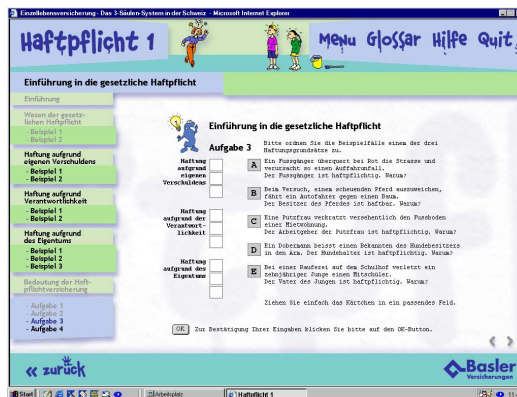 Einzellebensversicherung - Das 3-Säulen-System in der Schweiz - Microsoft Internet Explorer
Haftpflicht 1
Menu Glossar Hilfe Quit
Einführung in die gesetzliche Haftpflicht
Einführung
Wesen der gesetz-
lichen Haftpflicht
- Beispiel 1
- Beispiel 2
Haftung aufgrund
eigenen Verschuldens
- Beispiel 1
- Beispiel 2
Haftung aufgrund
Verantwortlichkeit
- Beispiel 1
- Beispiel 2
Haftung aufgrund
des Eigentums
- Beispiel 1
- Beispiel 2
- Beispiel 3
Bedeutung der Haft-
pflichtversicherung
- Aufgabe 1
- Aufgabe 2
- Aufgabe 3
- Aufgabe 4
Einführung in die gesetzliche Haftpflicht
Aufgabe 3
Bitte ordnen Sie die Beispielfälle einem der drei
Haftungsgrundsätze zu.
Haftung
aufgrund
eigenen
Verschuldens
Haftung
aufgrund der
Verantwort-
lichkeit
Haftung
aufgrund des
Eigentums
A Ein Fussgänger überquert bei Rot die Strasse und
verursacht so einen Auffahrunfall.
Der Fussgänger ist haftpflichtig. Warum?
B Beim Versuch, einem scheuenden Pferd auszuweichen,
fährt ein Autofahrer gegen einen Baum.
Der Besitzer des Pferdes ist haftbar. Warum?
C Eine Putzfrau verkratzt versehentlich den Fussboden
einer Mietwohnung.
Der Arbeitgeber der Putzfrau ist haftpflichtig. Warum?
D Ein Dobermann beisst einen Bekannten des Hundebesitzers
in den Arm. Der Hundehalter ist haftpflichtig. Warum?
E Bei einer Rauferei auf dem Schulhof verletzt ein
zehnjähriger Junge einen Mitschüler.
Der Vater des Jungen ist haftpflichtig. Warum?
Ziehen Sie einfach das Kärtchen in ein passendes Feld.
OK Zur Bestätigung Ihrer Eingaben klicken Sie bitte auf den OK-Button.
« zurück
Basler
Versicherungen
Start Arbeitsplatz Haftpflicht 1